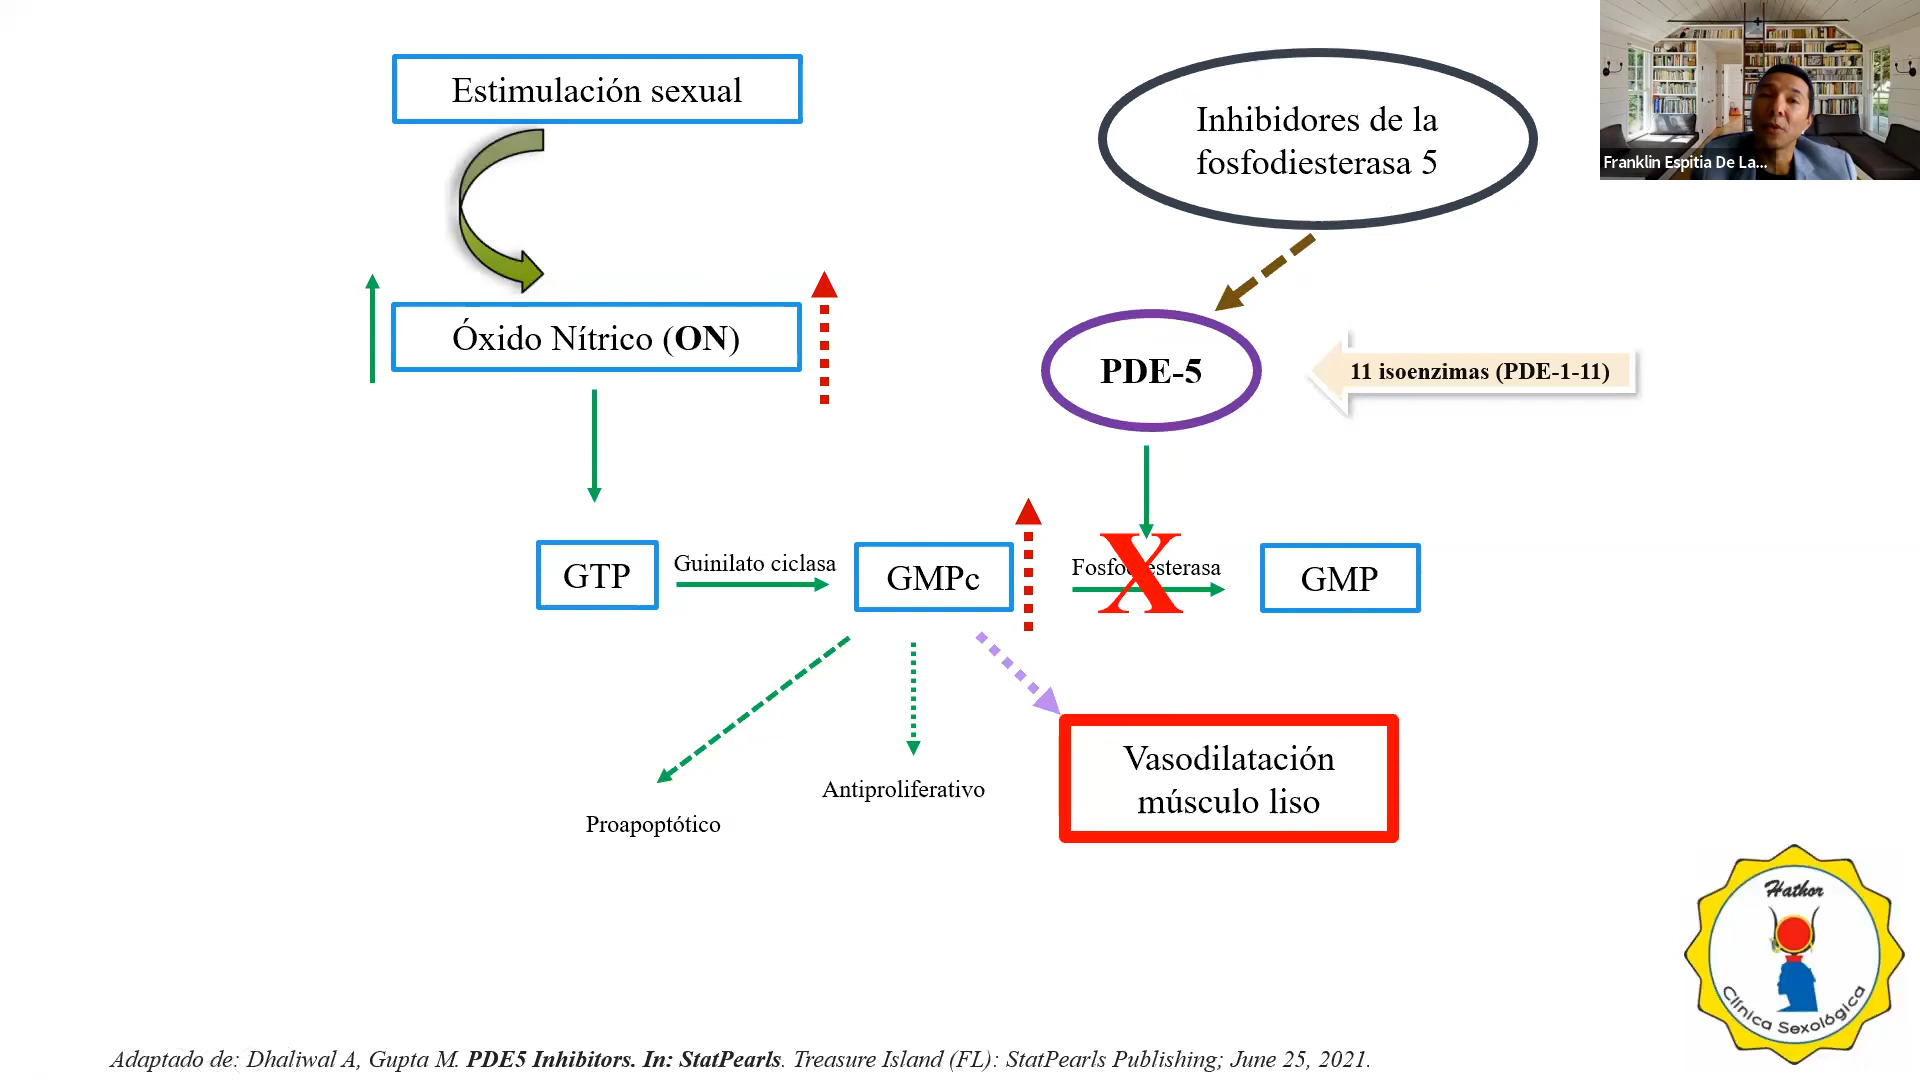 Estimulación sexual
Inhibidores de la
fosfodiesterasa 5
Franklin Espitia De La...
Óxido Nítrico (ON)
PDE-5
11 isoenzimas (PDE-1-11)
GTP
Guinilato ciclasa
GMPc
Fosfodiesterasa
X
GMP
Proapoptótico
Antiproliferativo
Vasodilatación
músculo liso
Hathor
Clínica Sexológica
Adaptado de: Dhaliwal A, Gupta M. PDE5 Inhibitors. In: StatPearls. Treasure Island (FL): StatPearls Publishing; June 25, 2021.